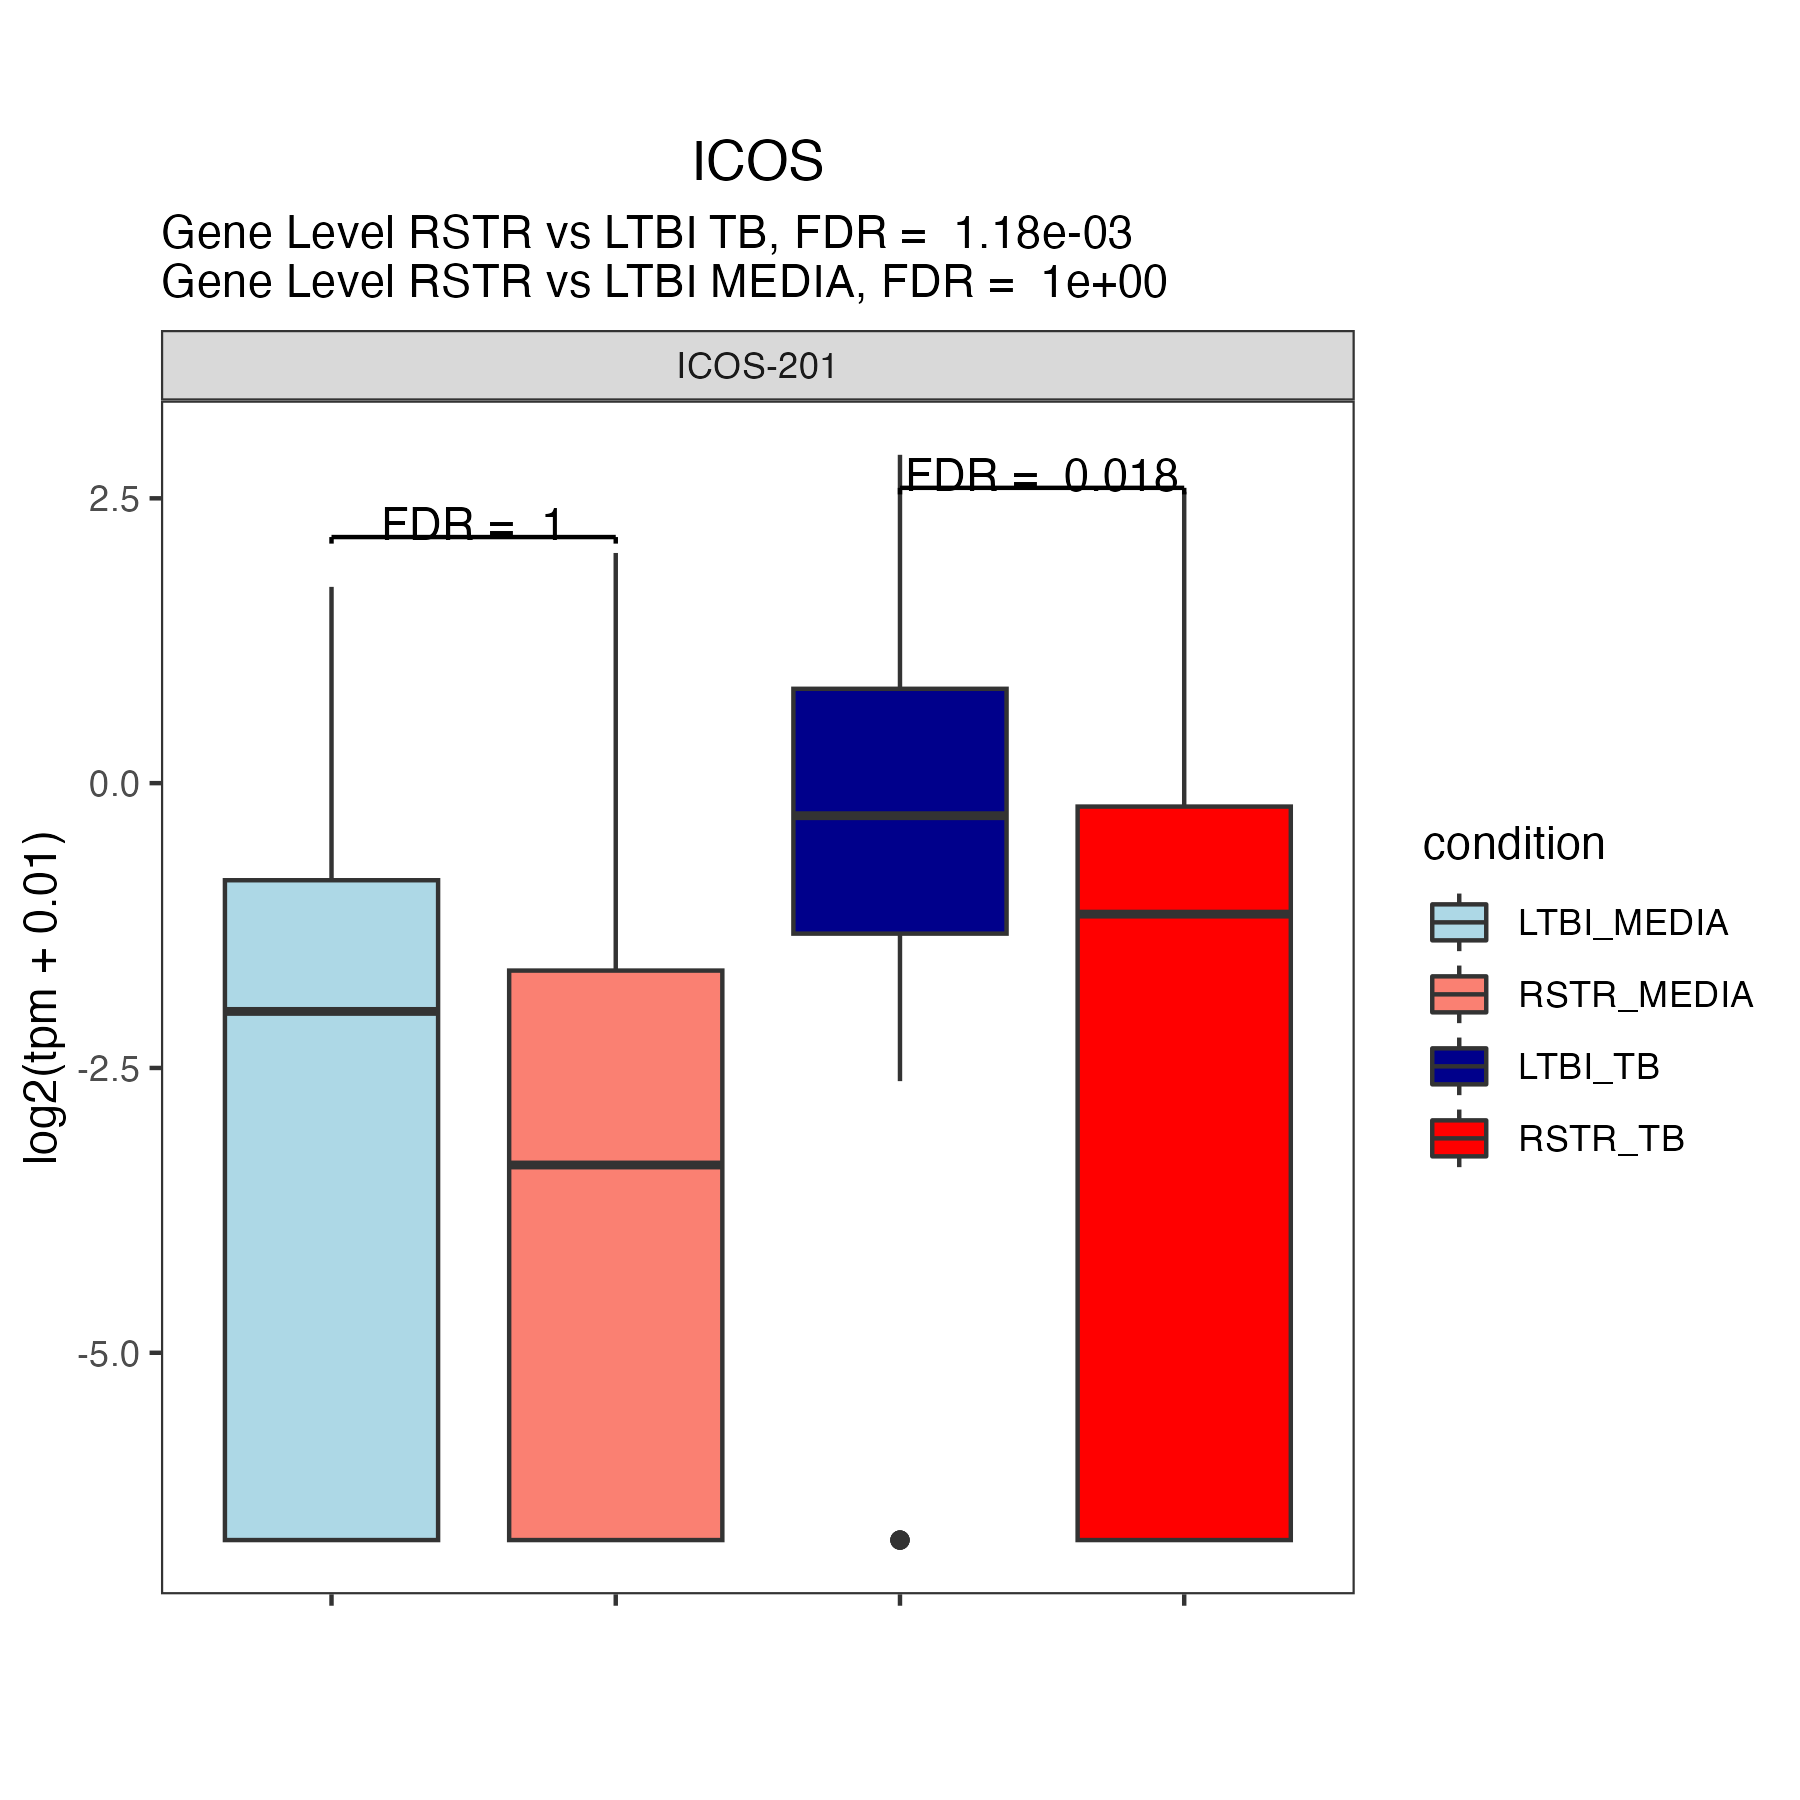 ICOS
Gene Level RSTR vs LTBI TB, FDR =  1.18e-03
Gene Level RSTR vs LTBI MEDIA, FDR =  1e+00
ICOS-201
FDR =  0.018
FDR =  1
2.5
0.0
-2.5
-5.0
log2(tpm + 0.01)
condition
LTBI_MEDIA
RSTR_MEDIA
LTBI_TB
RSTR_TB